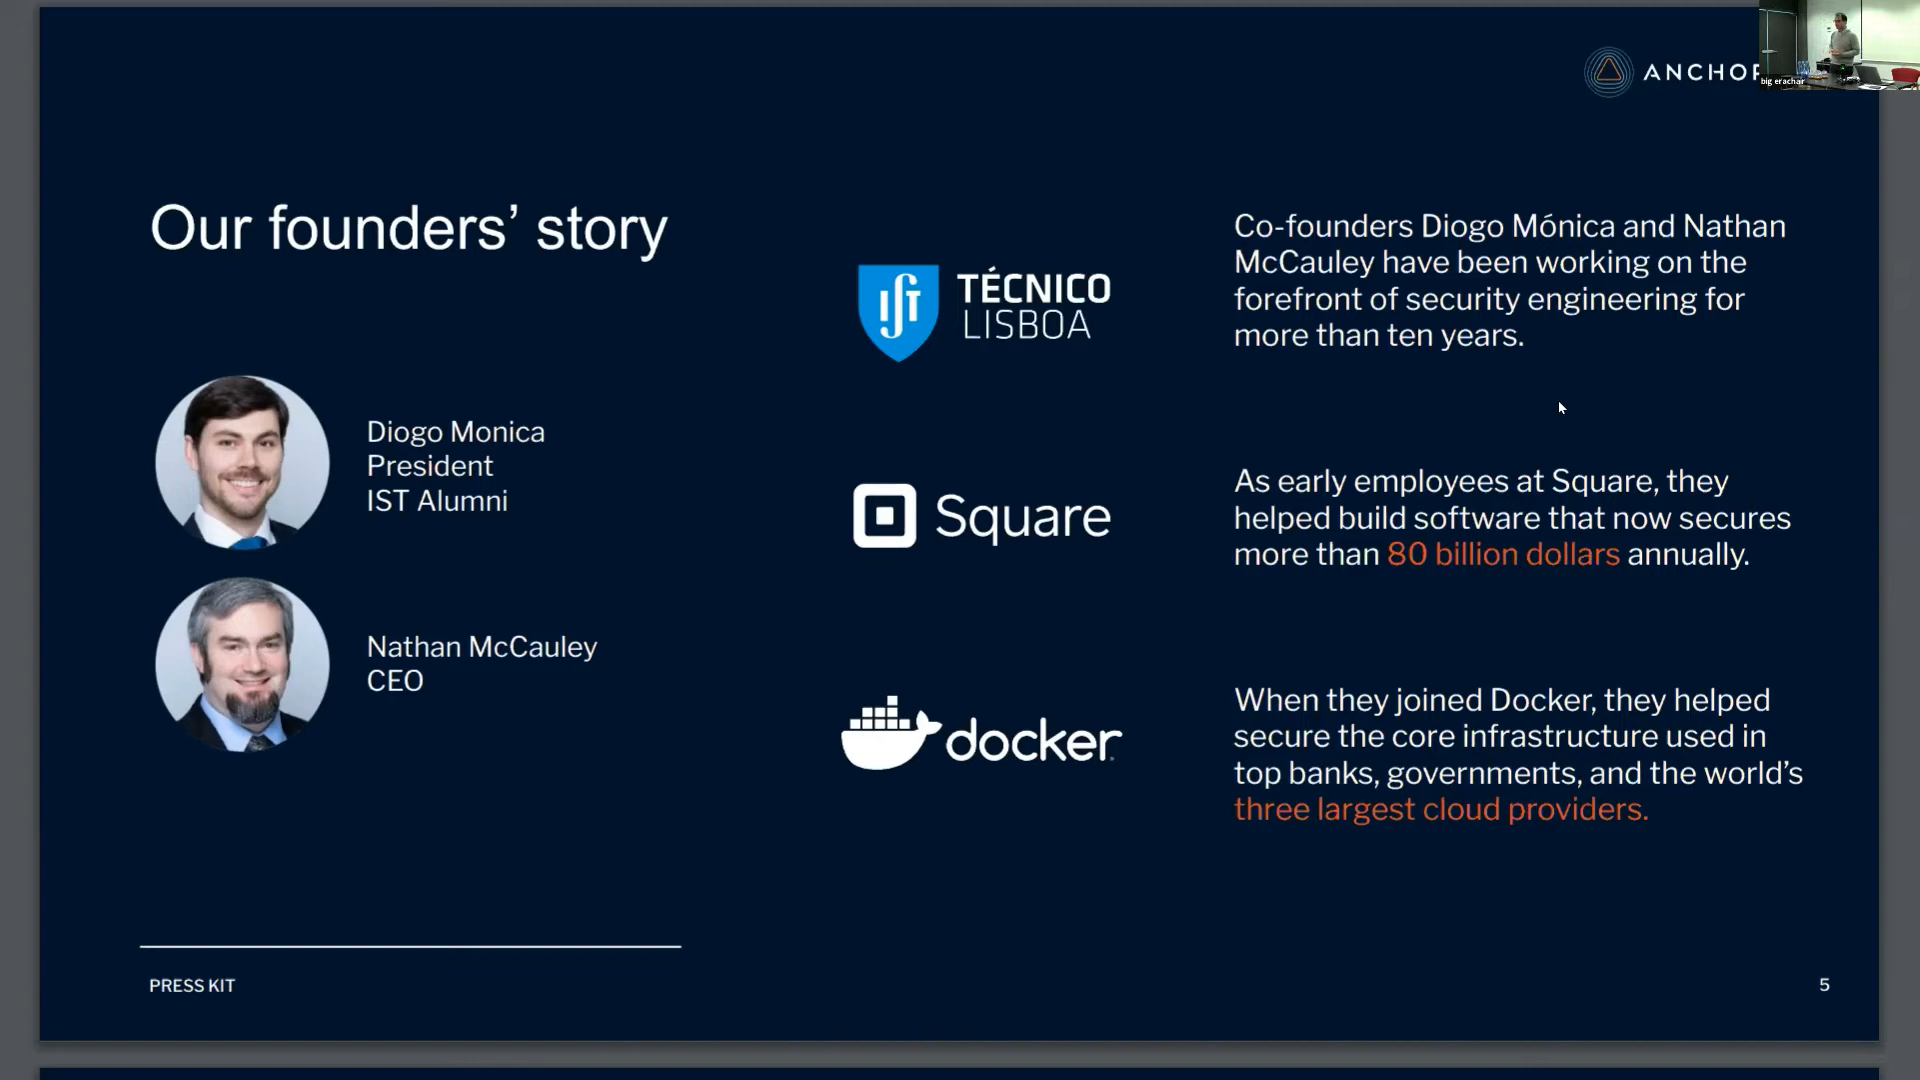 ANCHOR
big erachair
Our founders’ story
Diogo Monica
President
IST Alumni
Nathan McCauley
CEO
TÉCNICO
LISBOA
Square
docker
Co-founders Diogo Mónica and Nathan
McCauley have been working on the
forefront of security engineering for
more than ten years.
As early employees at Square, they
helped build software that now secures
more than 80 billion dollars annually.
When they joined Docker, they helped
secure the core infrastructure used in
top banks, governments, and the world’s
three largest cloud providers.
PRESS KIT
5